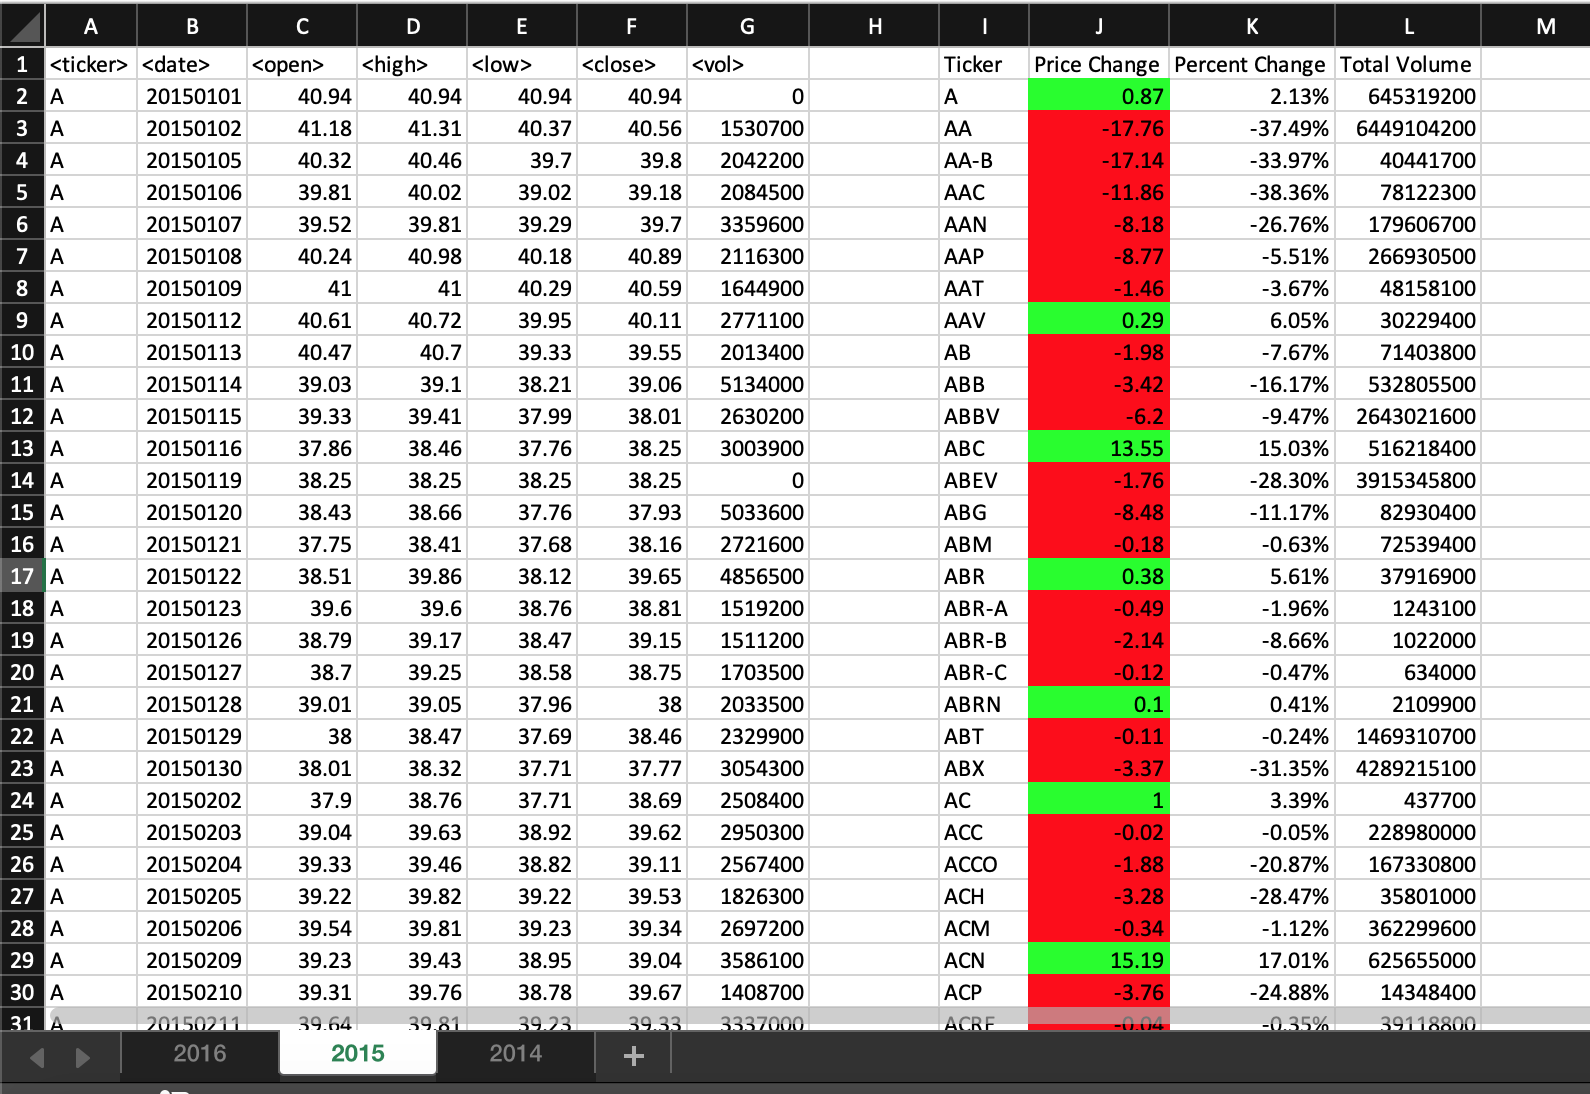 A B C D E F G H I J K L M
1 <ticker> <date> <open> <high> <low> <close> <vol> Ticker Price Change Percent Change Total Volume
2 A 20150101 40.94 40.94 40.94 40.94 0 A 0.87 2.13% 645319200
3 A 20150102 41.18 41.31 40.37 40.56 1530700 AA -17.76 -37.49% 6449104200
4 A 20150105 40.32 40.46 39.7 39.8 2042200 AA-B -17.14 -33.97% 40441700
5 A 20150106 39.81 40.02 39.02 39.18 2084500 AAC -11.86 -38.36% 78122300
6 A 20150107 39.52 39.81 39.29 39.7 3359600 AAN -8.18 -26.76% 179606700
7 A 20150108 40.24 40.98 40.18 40.89 2116300 AAP -8.77 -5.51% 266930500
8 A 20150109 41 41 40.29 40.59 1644900 AAT -1.46 -3.67% 48158100
9 A 20150112 40.61 40.72 39.95 40.11 2771100 AAV 0.29 6.05% 30229400
10 A 20150113 40.47 40.7 39.33 39.55 2013400 AB -1.98 -7.67% 71403800
11 A 20150114 39.03 39.1 38.21 39.06 5134000 ABB -3.42 -16.17% 532805500
12 A 20150115 39.33 39.41 37.99 38.01 2630200 ABBV -6.2 -9.47% 2643021600
13 A 20150116 37.86 38.46 37.76 38.25 3003900 ABC 13.55 15.03% 516218400
14 A 20150119 38.25 38.25 38.25 38.25 0 ABEV -1.76 -28.30% 3915345800
15 A 20150120 38.43 38.66 37.76 37.93 5033600 ABG -8.48 -11.17% 82930400
16 A 20150121 37.75 38.41 37.68 38.16 2721600 ABM -0.18 -0.63% 72539400
17 A 20150122 38.51 39.86 38.12 39.65 4856500 ABR 0.38 5.61% 37916900
18 A 20150123 39.6 39.6 38.76 38.81 1519200 ABR-A -0.49 -1.96% 1243100
19 A 20150126 38.79 39.17 38.47 39.15 1511200 ABR-B -2.14 -8.66% 1022000
20 A 20150127 38.7 39.25 38.58 38.75 1703500 ABR-C -0.12 -0.47% 634000
21 A 20150128 39.01 39.05 37.96 38 2033500 ABRN 0.1 0.41% 2109900
22 A 20150129 38 38.47 37.69 38.46 2329900 ABT -0.11 -0.24% 1469310700
23 A 20150130 38.01 38.32 37.71 37.77 3054300 ABX -3.37 -31.35% 4289215100
24 A 20150202 37.9 38.76 37.71 38.69 2508400 AC 1 3.39% 437700
25 A 20150203 39.04 39.63 38.92 39.62 2950300 ACC -0.02 -0.05% 228980000
26 A 20150204 39.33 39.46 38.82 39.11 2567400 ACCO -1.88 -20.87% 167330800
27 A 20150205 39.22 39.82 39.22 39.53 1826300 ACH -3.28 -28.47% 35801000
28 A 20150206 39.54 39.81 39.23 39.34 2697200 ACM -0.34 -1.12% 362299600
29 A 20150209 39.23 39.43 38.95 39.04 3586100 ACN 15.19 17.01% 625655000
30 A 20150210 39.31 39.76 38.78 39.67 1408700 ACP -3.76 -24.88% 14348400
31 A 20150211 39.64 39.81 39.23 39.33 3337000 ACRE -0.04 -0.35% 39118800
2016 2015 2014 +